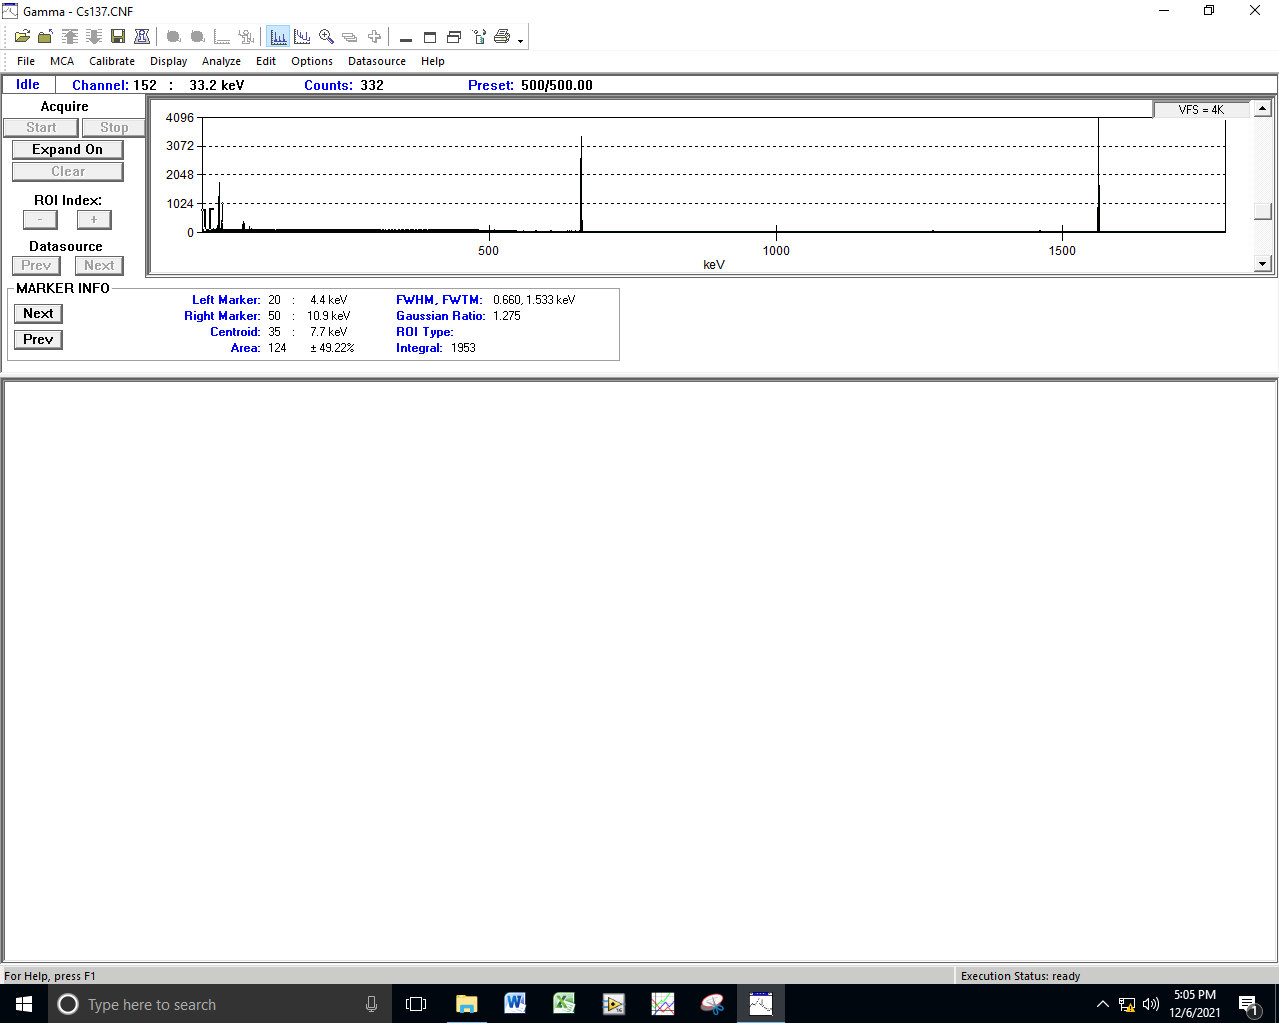 Gamma - Cs137.CNF
File MCA Calibrate Display Analyze Edit Options Datasource Help
Idle Channel: 152 : 33.2 keV Counts: 332 Preset: 500/500.00
Acquire
Start Stop
Expand On
Clear
ROI Index:
- +
Datasource
Prev Next
VFS = 4K
4096
3072
2048
1024
0
500 1000 1500
keV
MARKER INFO
Next
Prev
Left Marker: 20 : 4.4 keV
Right Marker: 50 : 10.9 keV
Centroid: 35 : 7.7 keV
Area: 124 ± 49.22%
FWHM, FWTM: 0.660, 1.533 keV
Gaussian Ratio: 1.275
ROI Type:
Integral: 1953
For Help, press F1 Execution Status: ready
Type here to search
5:05 PM
12/6/2021
1